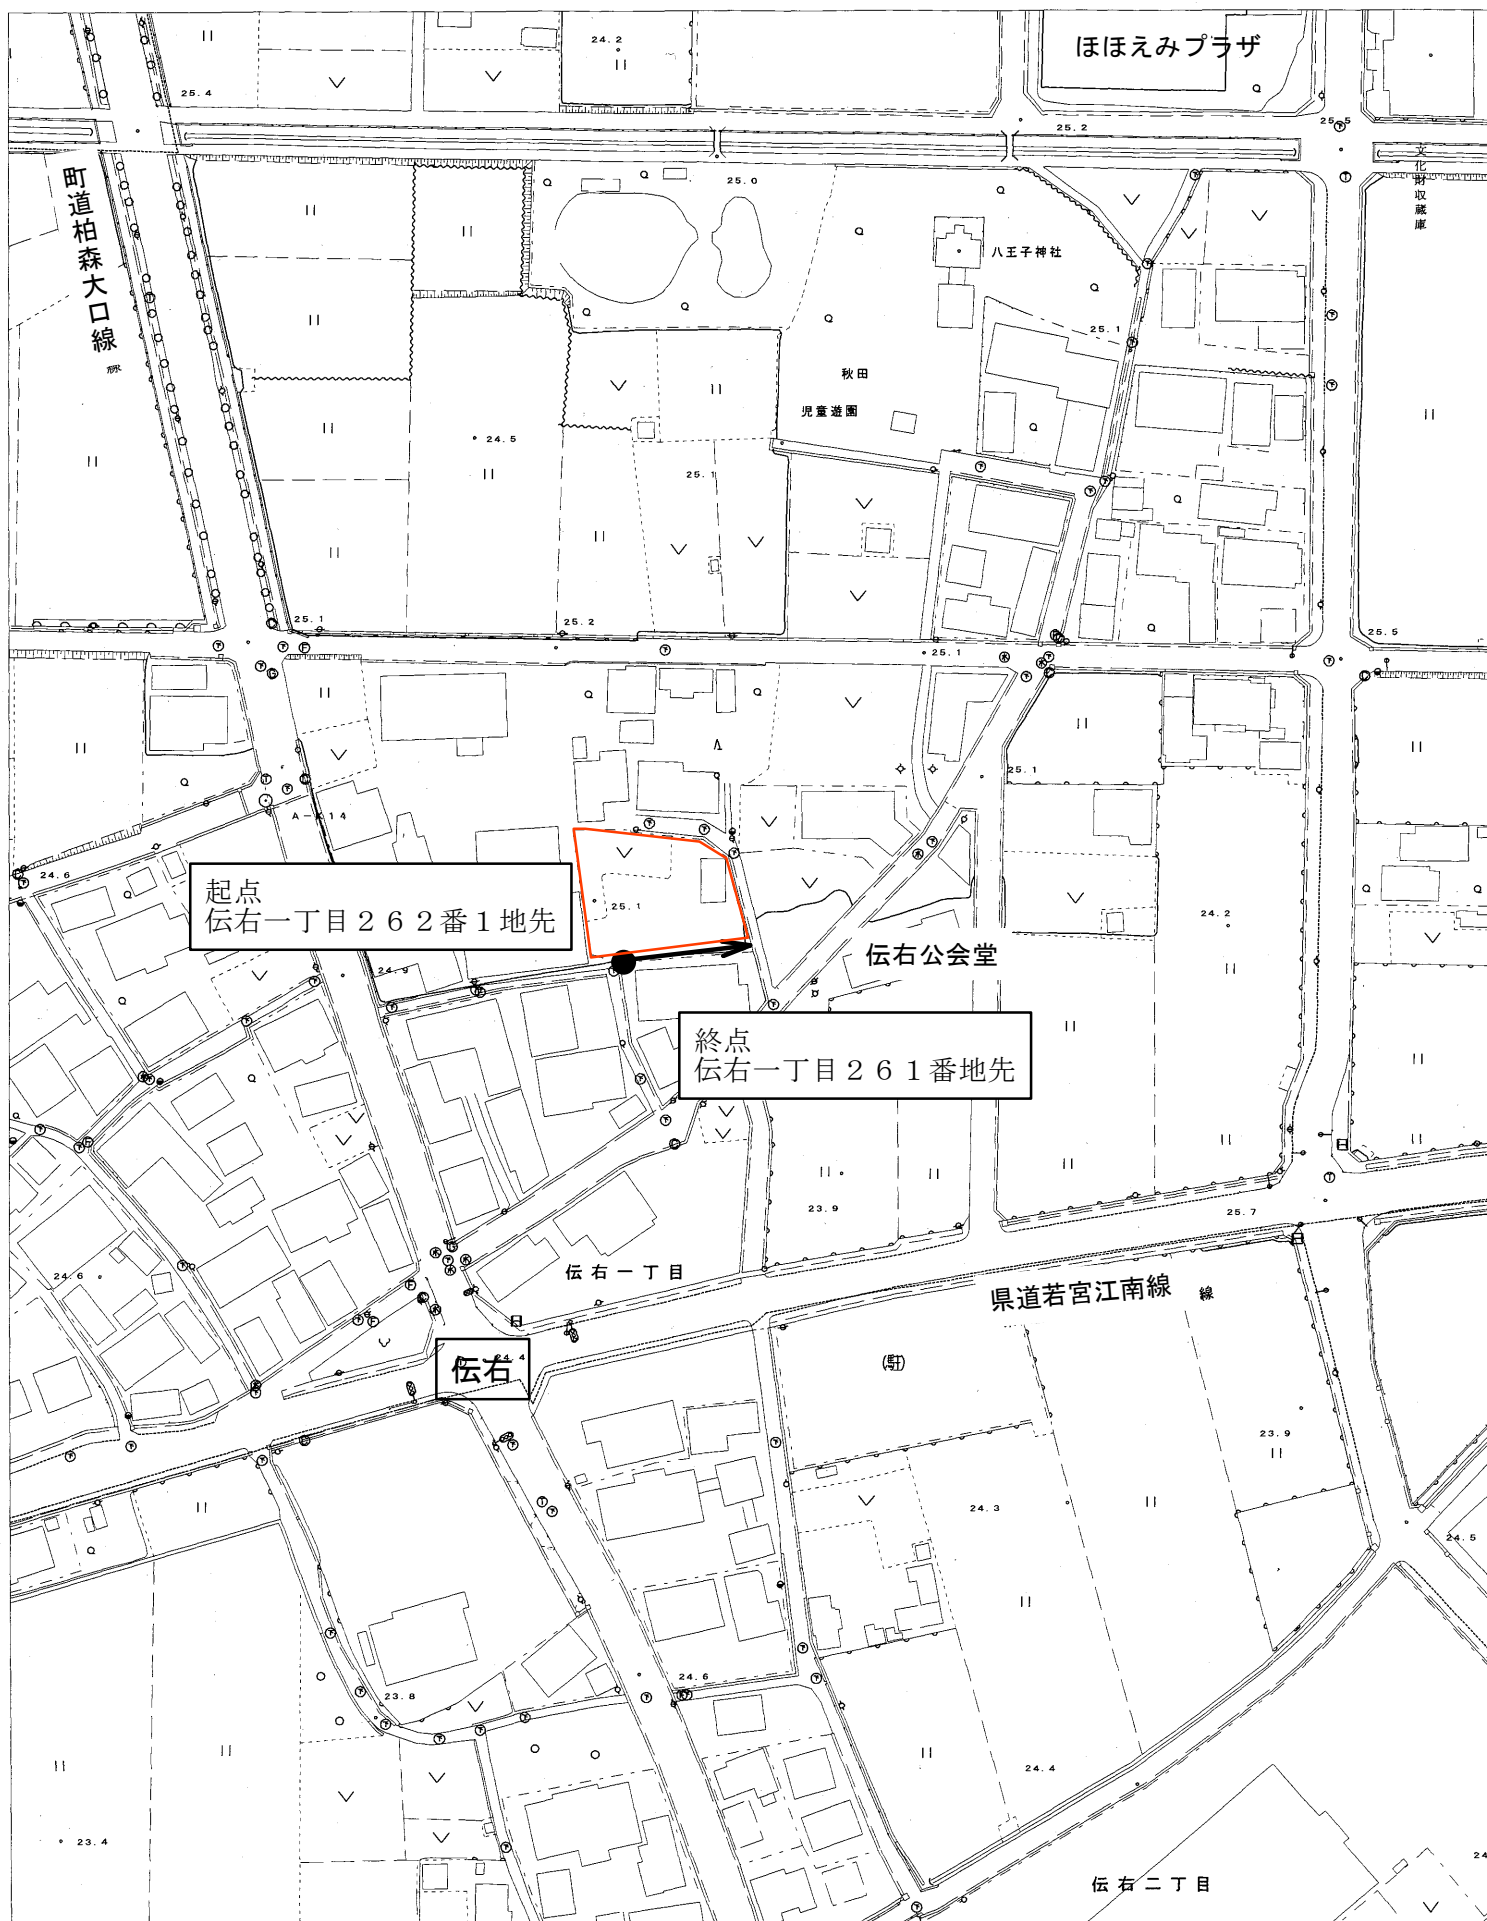 ほほえみプラザ
24.2
25.4
25.2
25.5
文化財収蔵庫
町道柏森大口線
25.0
八王子神社
25.1
秋田
児童遊園
24.5
25.1
25.1
25.2
25.1
25.5
25.1
A-K14
24.6
起点
伝右一丁目262番1地先
25.1
24.9
24.2
伝右公会堂
終点
伝右一丁目261番地先
23.9
25.7
24.6
伝右一丁目
県道若宮江南線
線
伝右
24.4
(駐)
23.9
24.3
24.5
24.6
23.8
24.4
23.4
伝右二丁目